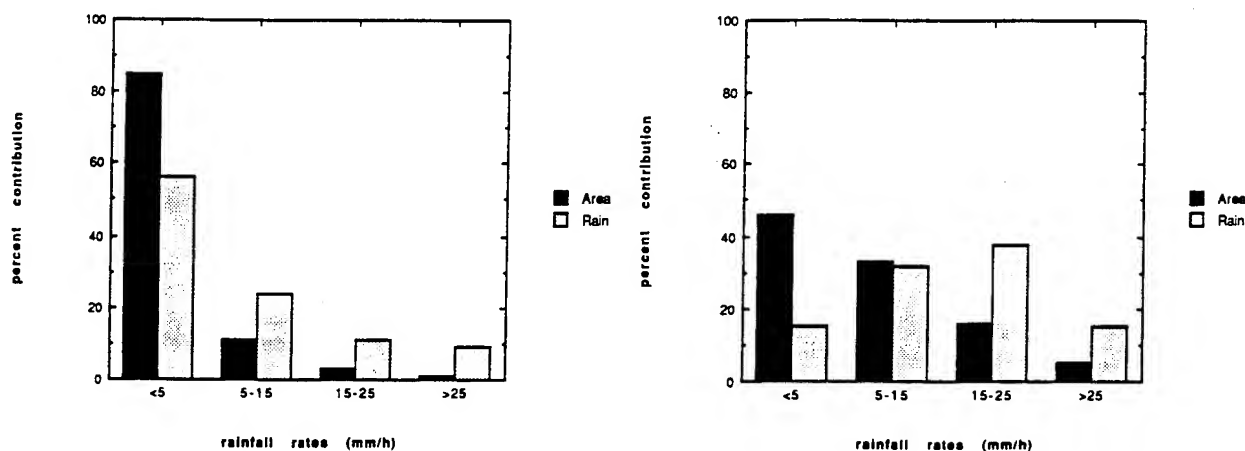 100
80
60
40
20
0
percent contribution
<5
5-15
15-25
>25
rainfall rates (mm/h)
Area
Rain
100
80
60
40
20
0
percent contribution
<5
5-15
15-25
>25
rainfall rates (mm/h)
Area
Rain